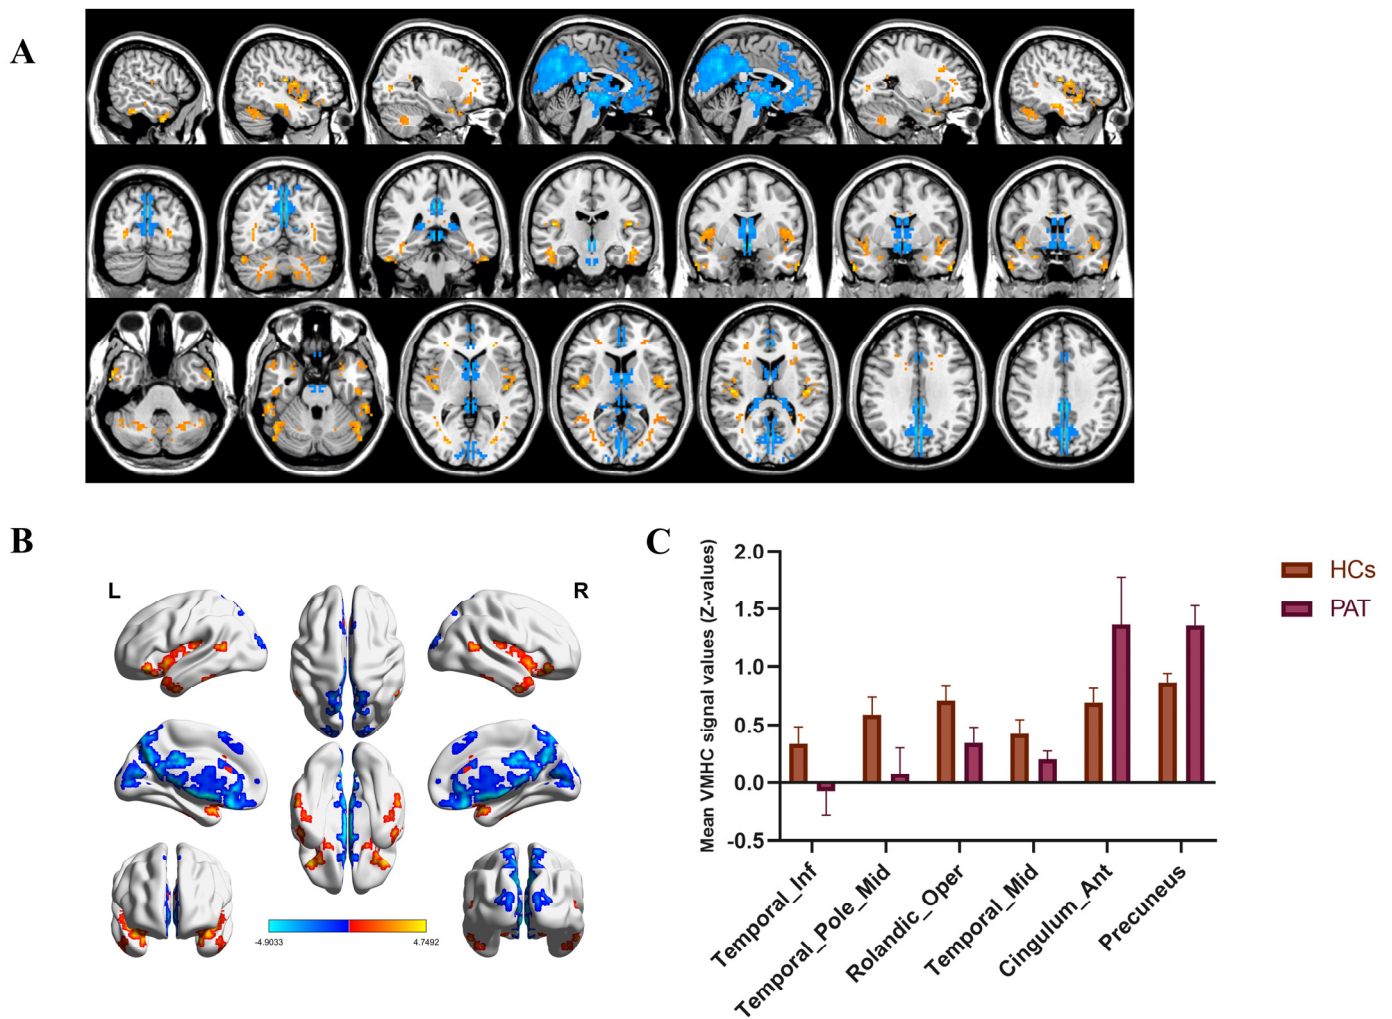 A
B
L
R
-4.9033
4.7492
C
Mean VMHC signal values (Z-values)
2.0
1.5
1.0
0.5
0.0
-0.5
Temporal_Inf
Temporal_Pole_Mid
Rolandic_Oper
Temporal_Mid
Cingulum_Ant
Precuneus
HCs
PAT